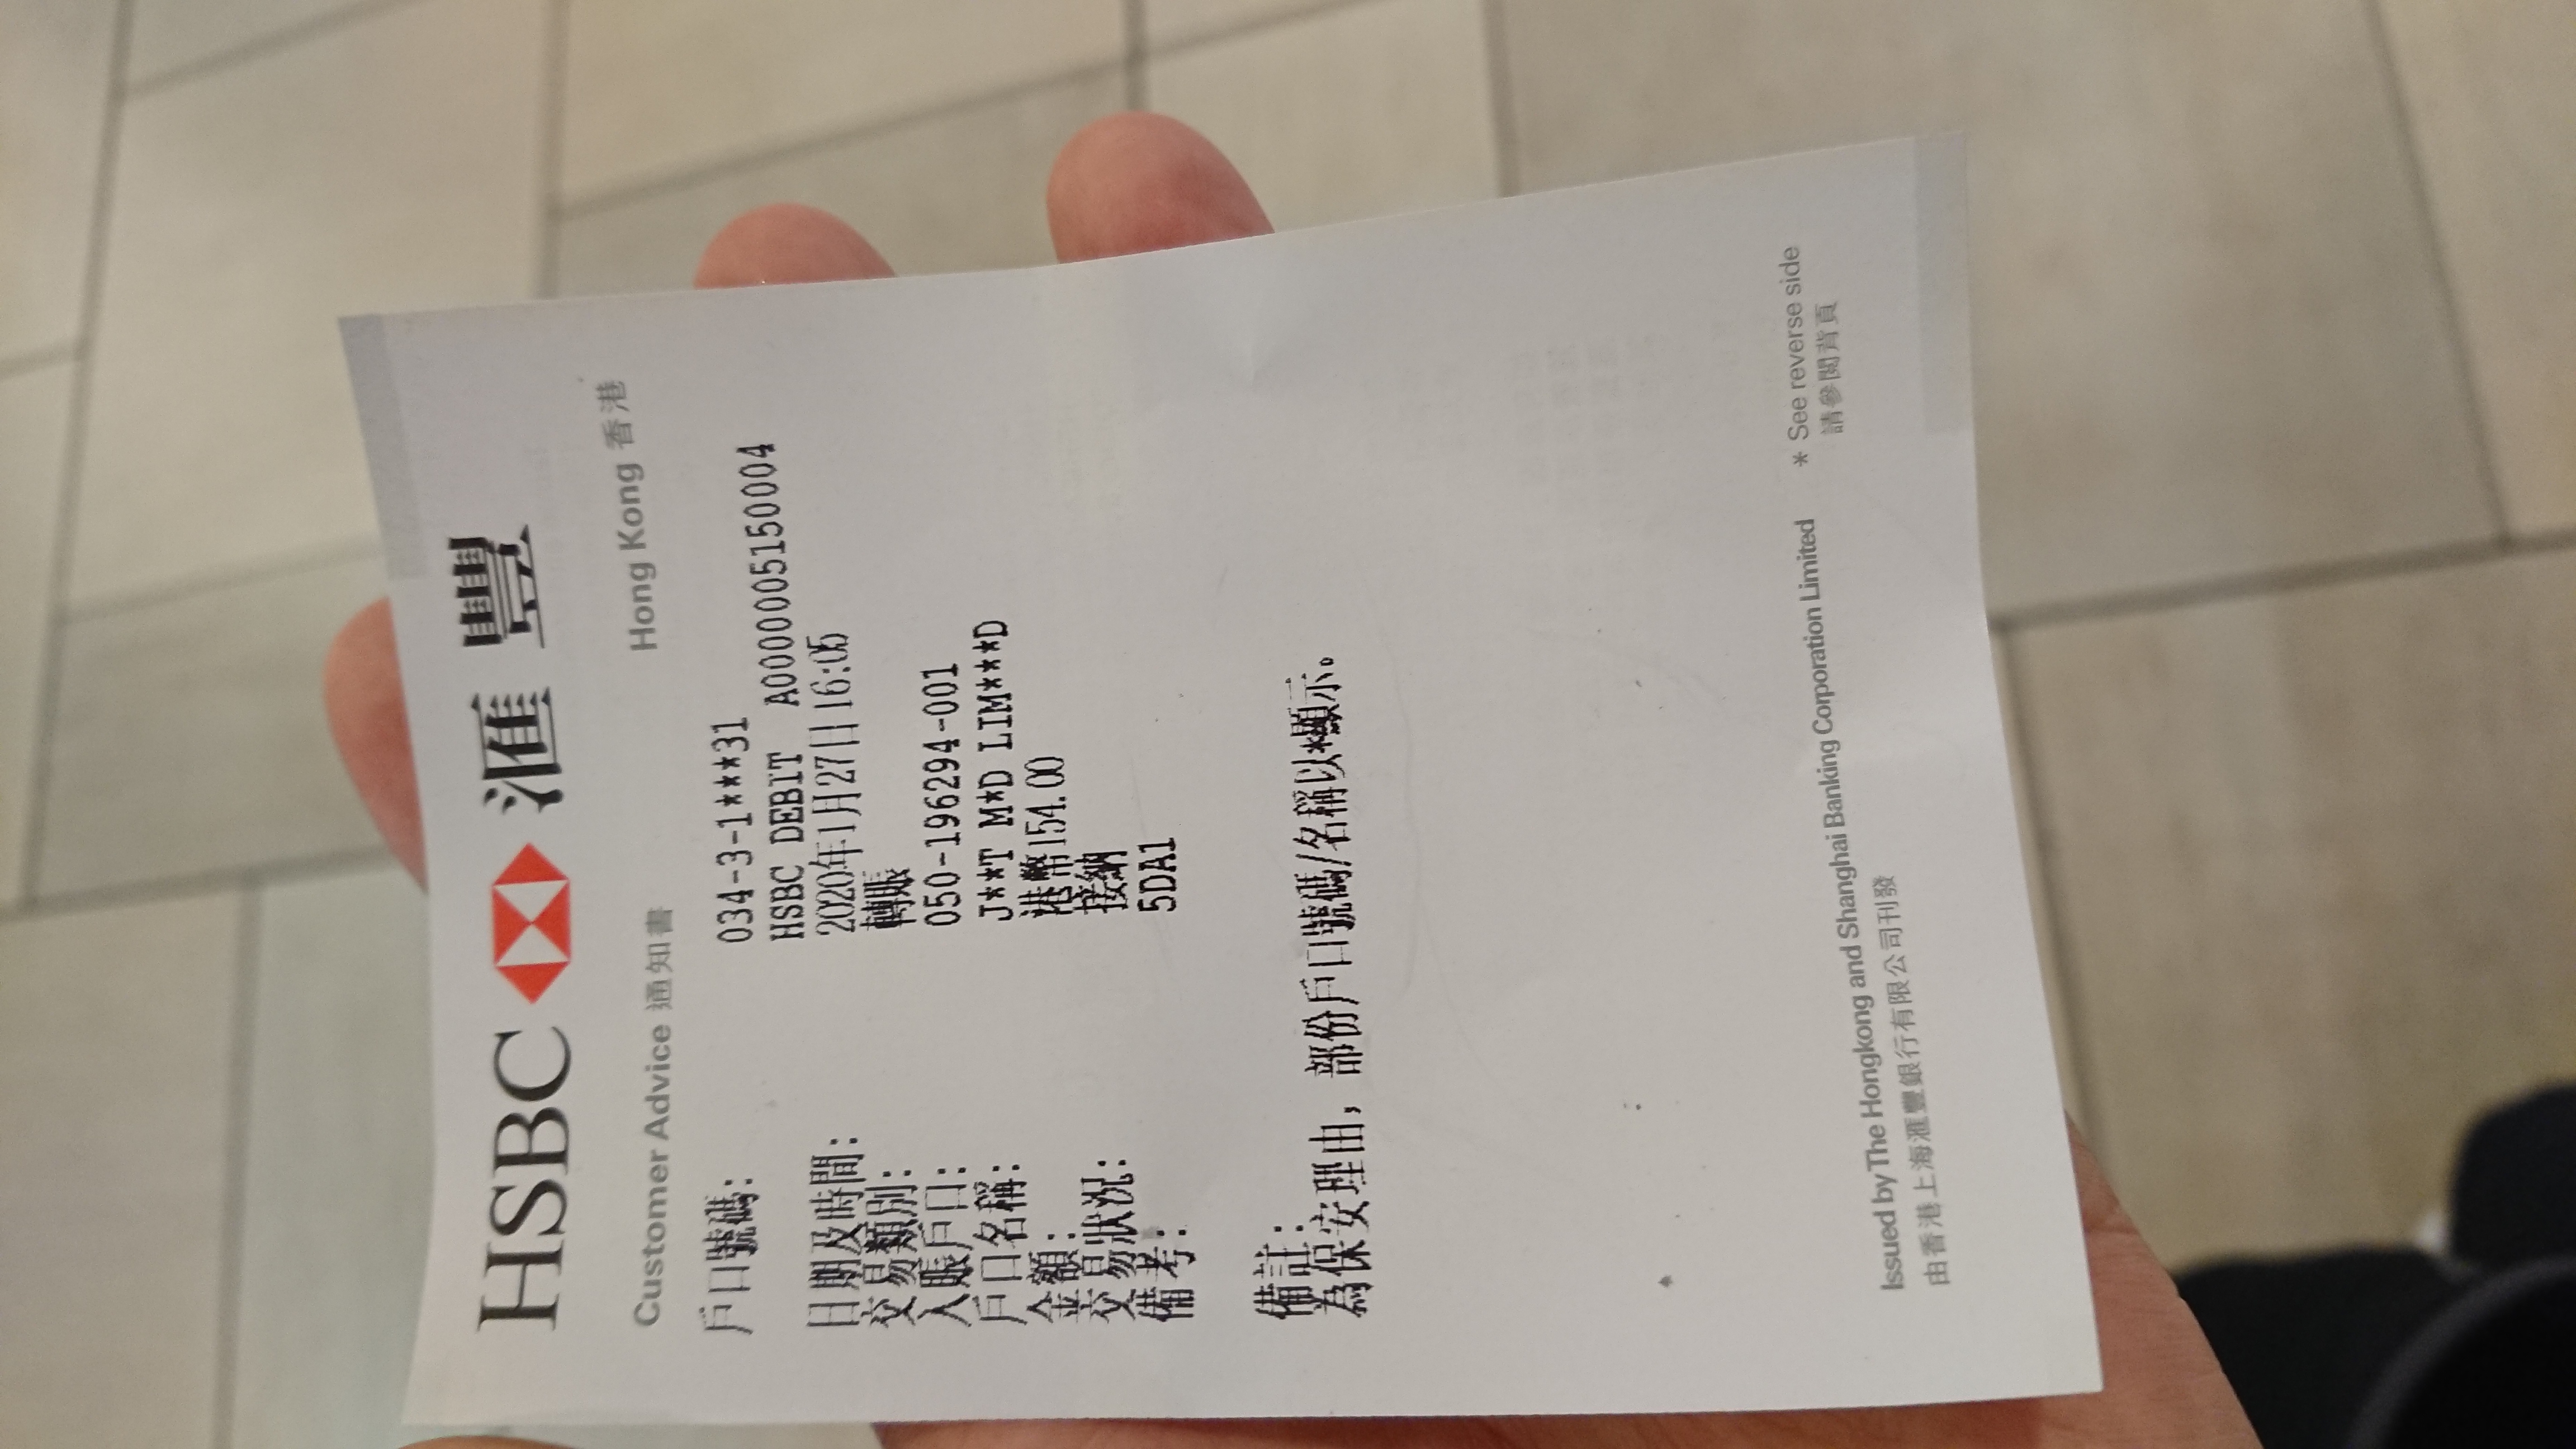 HSBC 滙豐
Customer Advice 通知書 Hong Kong 香港
戶口號碼: 034-3-1***31
HSBC DEBIT A0000000515​0004
日期及時間: 2020年1月27日 16:05
交易類別: 轉賬
入賬戶口: 050-196294-001
戶口名稱: J**T M*D LIM***D
金額: 港幣154.00
交易狀況: 接納
備考: 5DA1
備註:
為保安理由, 部份戶口號碼/名稱以*顯示。
Issued by The Hongkong and Shanghai Banking Corporation Limited * See reverse side
由香港上海滙豐銀行有限公司刊發 請參閱背頁